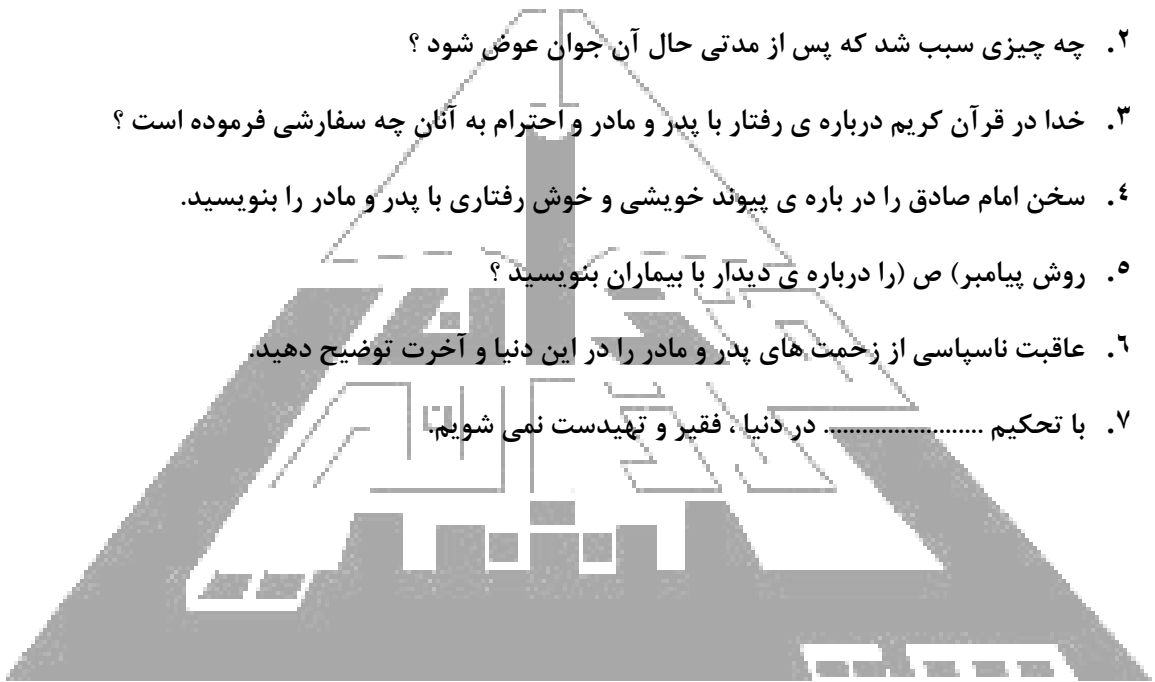 ۲. چه چیزی سبب شد که پس از مدتی حال آن جوان عوض شود ؟
۳. خدا در قرآن کریم درباره ی رفتار با پدر و مادر و احترام به آنان چه سفارشی فرموده است ؟
٤. سخن امام صادق را در باره ی پیوند خویشی و خوش رفتاری با پدر و مادر را بنویسید.
٥. روش پیامبر) ص (را درباره ی دیدار با بیماران بنویسید ؟
٦. عاقبت ناسپاسی از زحمت های پدر و مادر را در این دنیا و آخرت توضیح دهید.
۷. با تحکیم ......................... در دنیا ، فقیر و تهیدست نمی شویم.